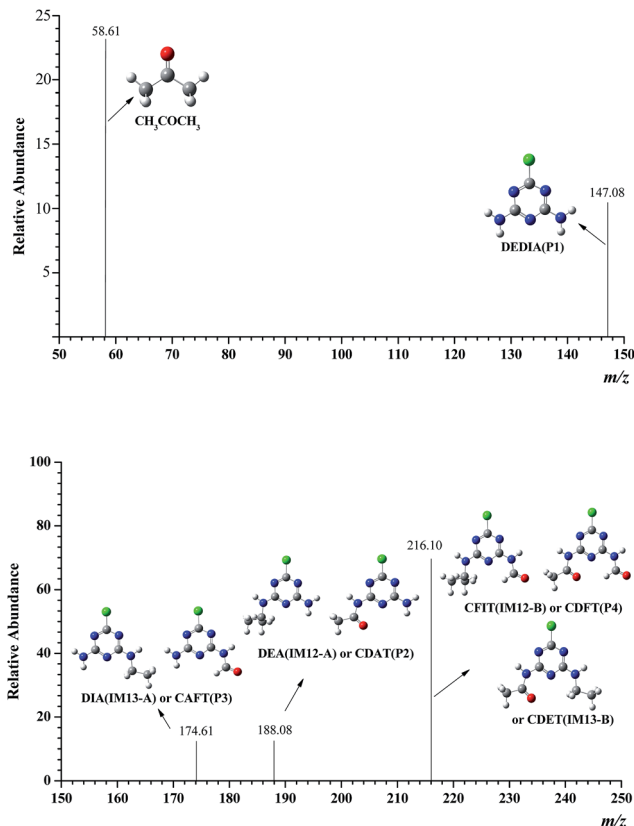 25
20
15
10
5
Relative Abundance
58.61
CH3COCH3
147.08
DEDIA(P1)
50 60 70 80 90 100 110 120 130 140 150
m/z
100
80
60
40
20
0
Relative Abundance
216.10
CFIT(IM12-B) or CDFT(P4)
DEA(IM12-A) or CDAT(P2)
DIA(IM13-A) or CAFT(P3)
or CDET(IM13-B)
174.61
188.08
150 160 170 180 190 200 210 220 230 240 250
m/z